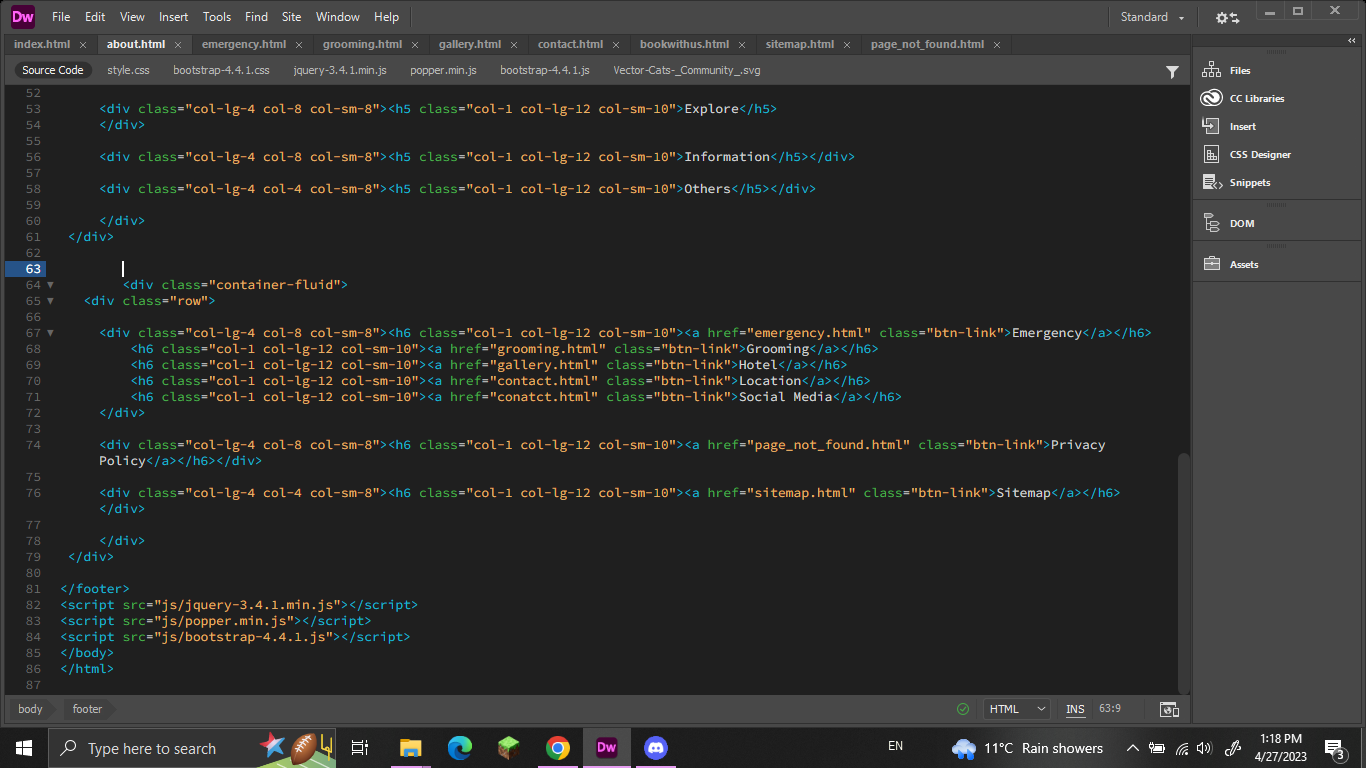 Dw File Edit View Insert Tools Find Site Window Help Standard
index.html about.html emergency.html grooming.html gallery.html contact.html bookwithus.html sitemap.html page_not_found.html
Source Code style.css bootstrap-4.4.1.css jquery-3.4.1.min.js popper.min.js bootstrap-4.4.1.js Vector-Cats-_Community_.svg
52
53 <div class="col-lg-4 col-8 col-sm-8"><h5 class="col-1 col-lg-12 col-sm-10">Explore</h5>
54 </div>
55
56 <div class="col-lg-4 col-8 col-sm-8"><h5 class="col-1 col-lg-12 col-sm-10">Information</h5></div>
57
58 <div class="col-lg-4 col-4 col-sm-8"><h5 class="col-1 col-lg-12 col-sm-10">Others</h5></div>
59
60 </div>
61 </div>
62
63
64 <div class="container-fluid">
65 <div class="row">
66
67 <div class="col-lg-4 col-8 col-sm-8"><h6 class="col-1 col-lg-12 col-sm-10"><a href="emergency.html" class="btn-link">Emergency</a></h6>
68 <h6 class="col-1 col-lg-12 col-sm-10"><a href="grooming.html" class="btn-link">Grooming</a></h6>
69 <h6 class="col-1 col-lg-12 col-sm-10"><a href="gallery.html" class="btn-link">Hotel</a></h6>
70 <h6 class="col-1 col-lg-12 col-sm-10"><a href="contact.html" class="btn-link">Location</a></h6>
71 <h6 class="col-1 col-lg-12 col-sm-10"><a href="conatct.html" class="btn-link">Social Media</a></h6>
72 </div>
73
74 <div class="col-lg-4 col-8 col-sm-8"><h6 class="col-1 col-lg-12 col-sm-10"><a href="page_not_found.html" class="btn-link">Privacy
Policy</a></h6></div>
75
76 <div class="col-lg-4 col-4 col-sm-8"><h6 class="col-1 col-lg-12 col-sm-10"><a href="sitemap.html" class="btn-link">Sitemap</a></h6>
</div>
77
78 </div>
79 </div>
80
81 </footer>
82 <script src="js/jquery-3.4.1.min.js"></script>
83 <script src="js/popper.min.js"></script>
84 <script src="js/bootstrap-4.4.1.js"></script>
85 </body>
86 </html>
87
body footer HTML INS 63:9
Files
CC Libraries
Insert
CSS Designer
Snippets
DOM
Assets
Type here to search Dw EN 11°C Rain showers 1:18 PM
4/27/2023 3